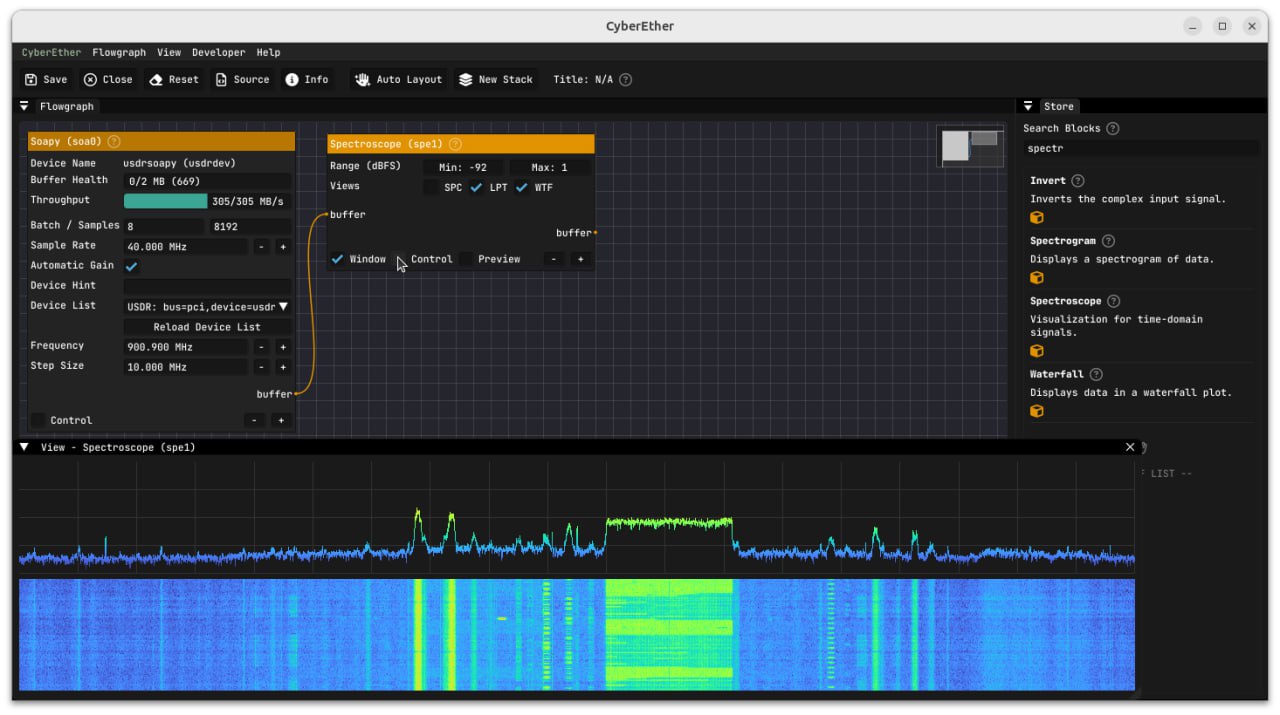 CyberEther
CyberEther Flowgraph View Developer Help
Save Close Reset Source Info Auto Layout New Stack Title: N/A
Flowgraph
Soapy (soa0)
Device Name usdrsoapy (usdrdev)
Buffer Health 0/2 MB (669)
Throughput 305/305 MB/s
Batch / Samples 8 8192
Sample Rate 40.000 MHz - +
Automatic Gain
Device Hint
Device List USDR: bus=pci,device=usdr
Reload Device List
Frequency 900.900 MHz - +
Step Size 10.000 MHz - +
buffer
Control - +
Spectroscope (spe1)
Range (dBFS) Min: -92 Max: 1
Views SPC LPT WTF
buffer
buffer
Window Control Preview - +
Store
Search Blocks
spectr
Invert
Inverts the complex input signal.
Spectrogram
Displays a spectrogram of data.
Spectroscope
Visualization for time-domain
signals.
Waterfall
Displays data in a waterfall plot.
View - Spectroscope (spe1)
LIST --